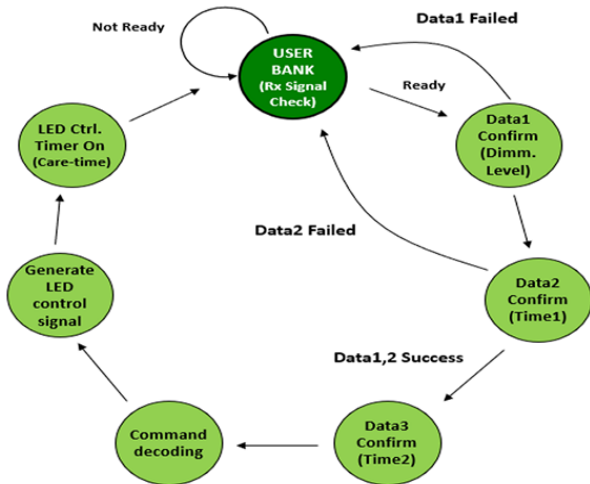 Not Ready
USER
BANK
(Rx Signal
Check)
Data1 Failed
Ready
Data1
Confirm
(Dimm.
Level)
LED Ctrl.
Timer On
(Care-time)
Data2 Failed
Generate
LED
control
signal
Data2
Confirm
(Time1)
Data1,2 Success
Command
decoding
Data3
Confirm
(Time2)